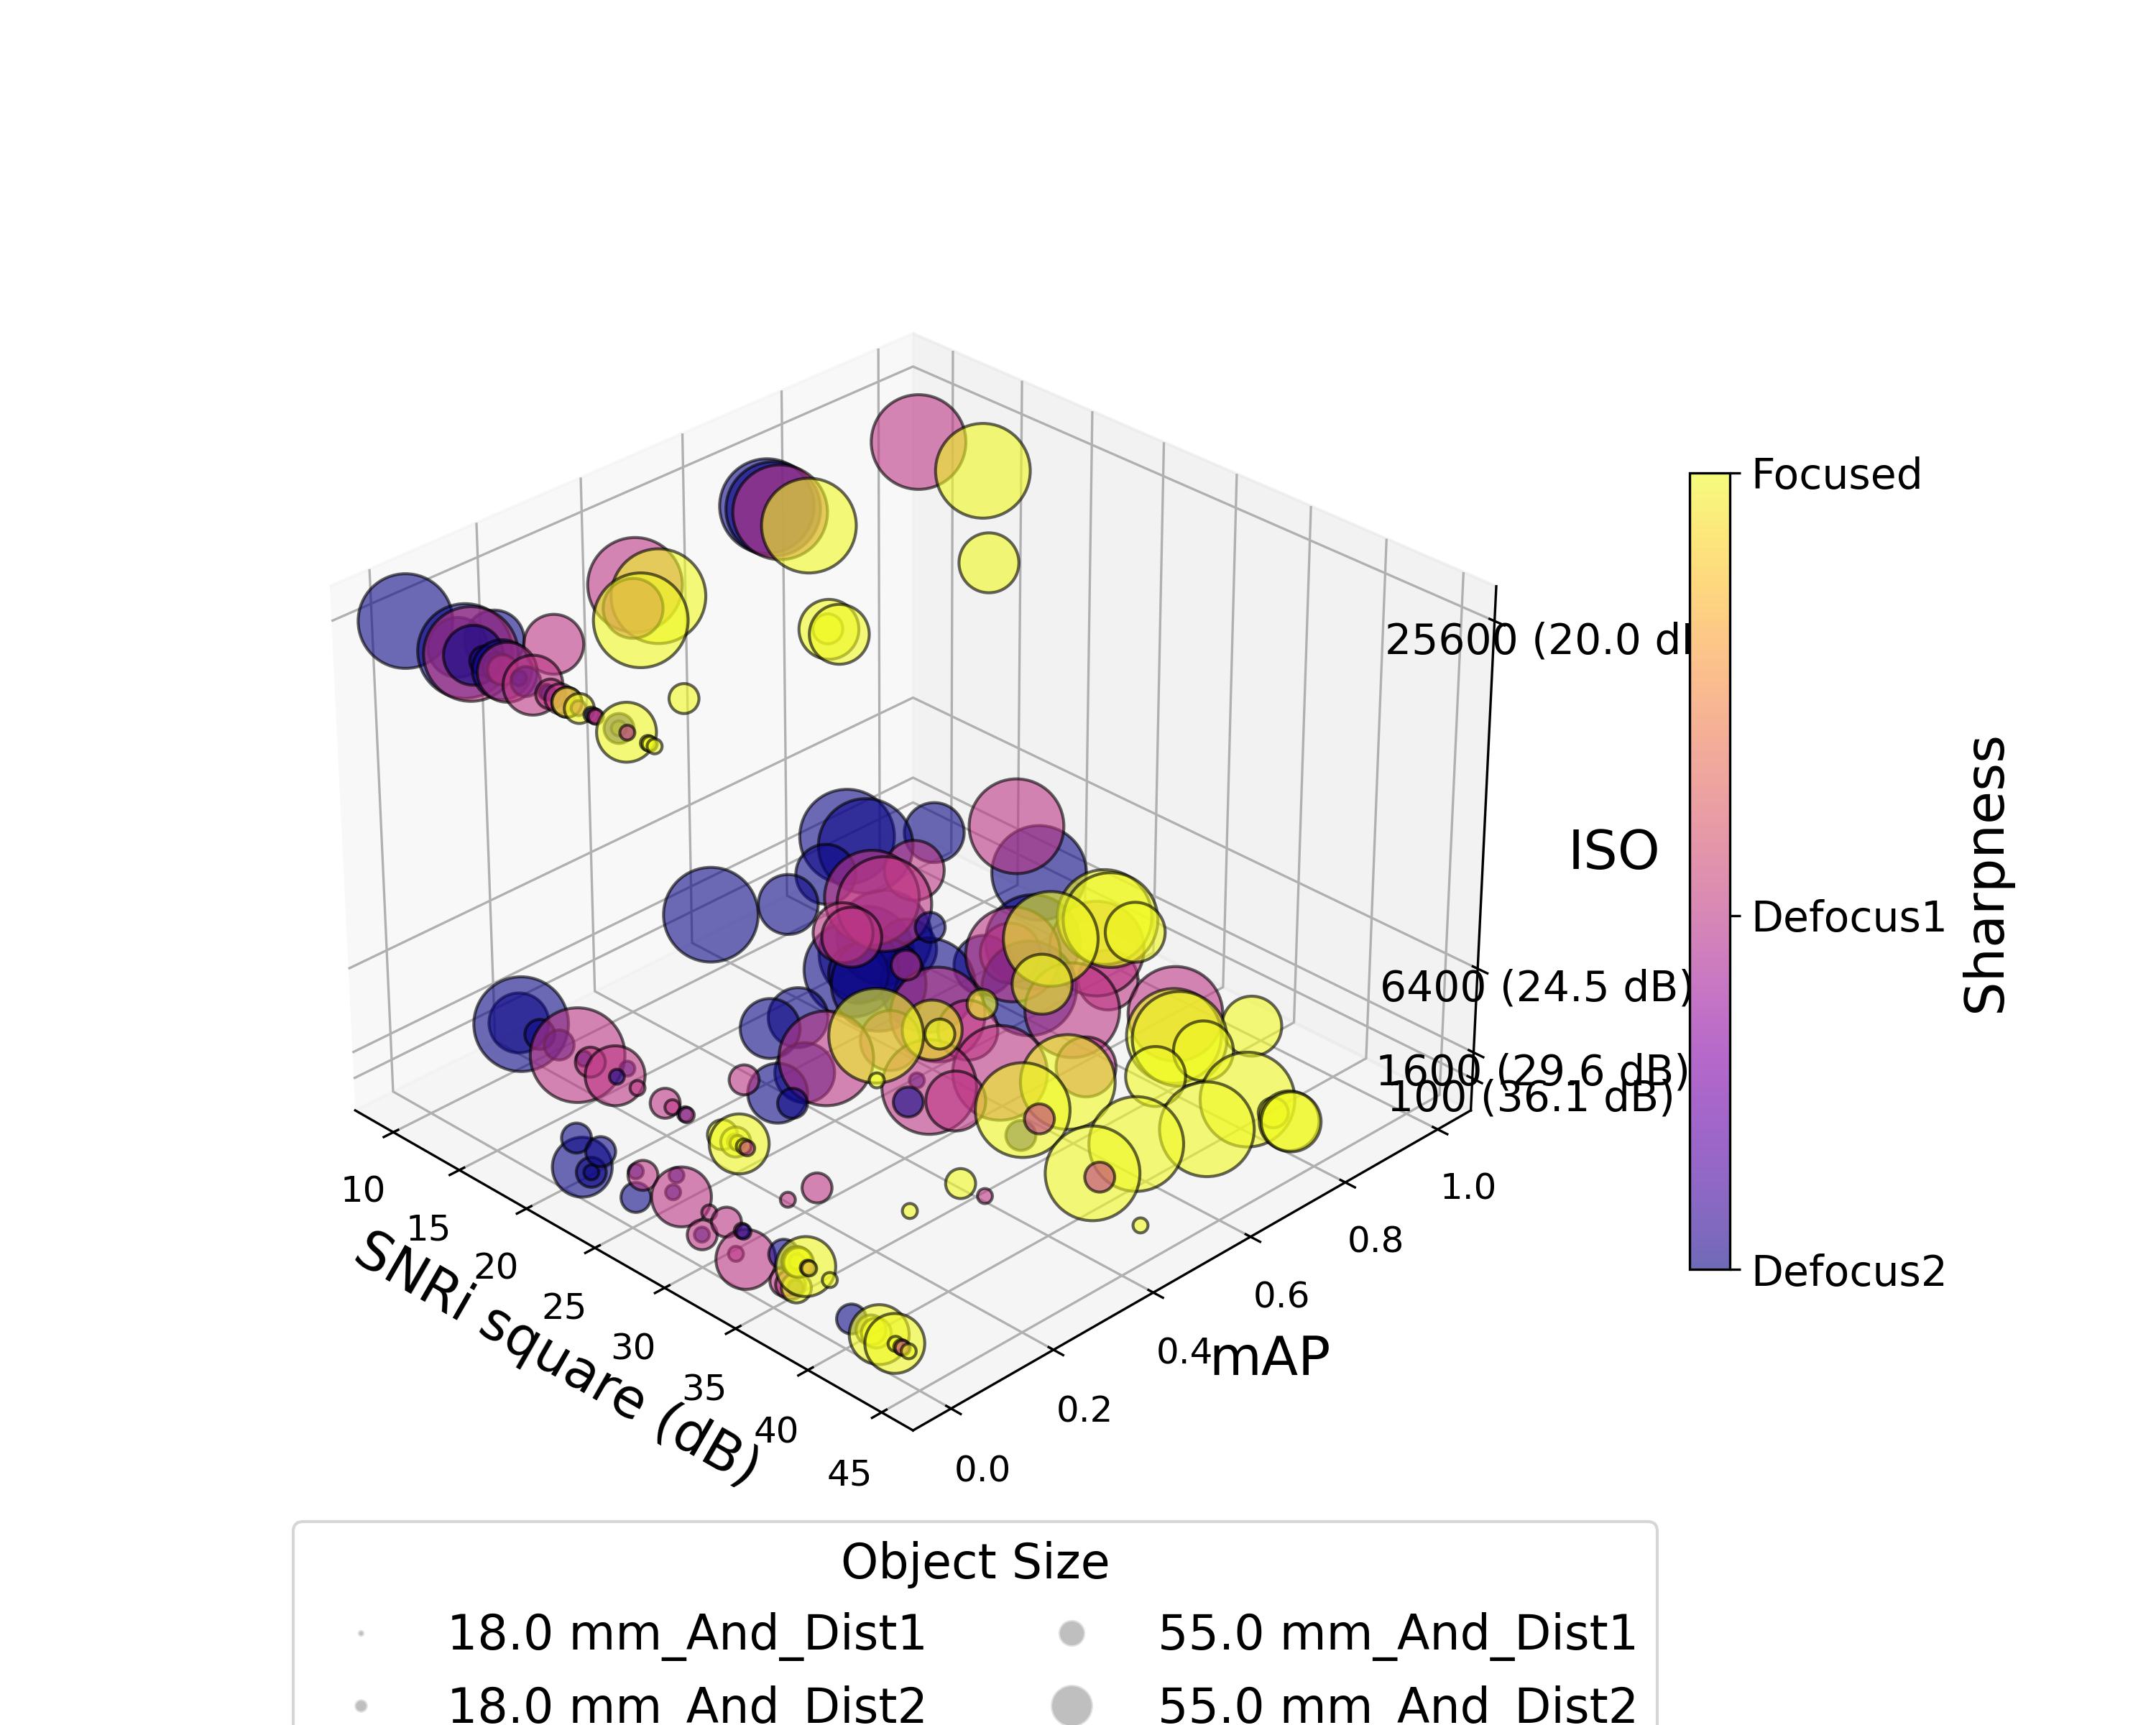 Focused
25600 (20.0 dB
ISO
Defocus1
Sharpness
6400 (24.5 dB)
1600 (29.6 dB)
100 (36.1 dB)
Defocus2
10
15
20
25
30
35
40
45
SNRi square (dB)
0.0
0.2
0.4
0.6
0.8
1.0
mAP
Object Size
18.0 mm_And_Dist1
55.0 mm_And_Dist1
18.0 mm_And_Dist2
55.0 mm_And_Dist2